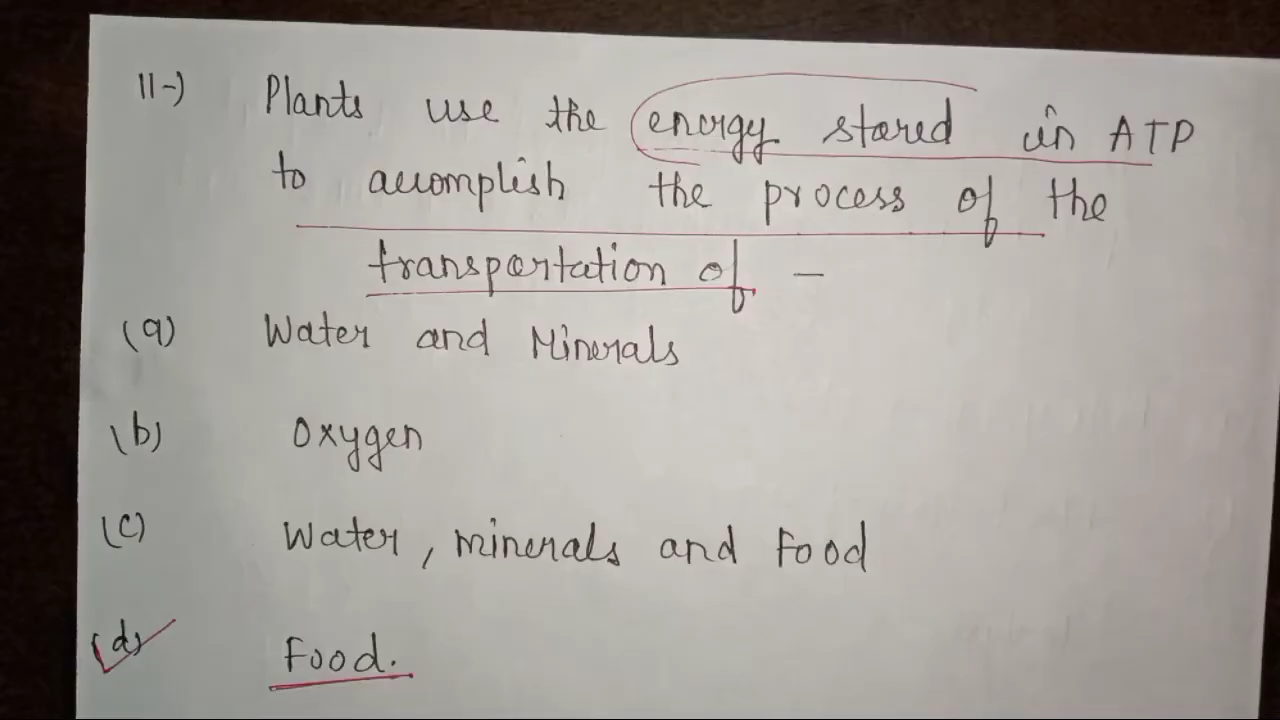 11-) Plants use the energy stored in ATP
to accomplish the process of the
transportation of -
(a) Water and Minerals
(b) Oxygen
(c) Water, minerals and Food
(d) Food.